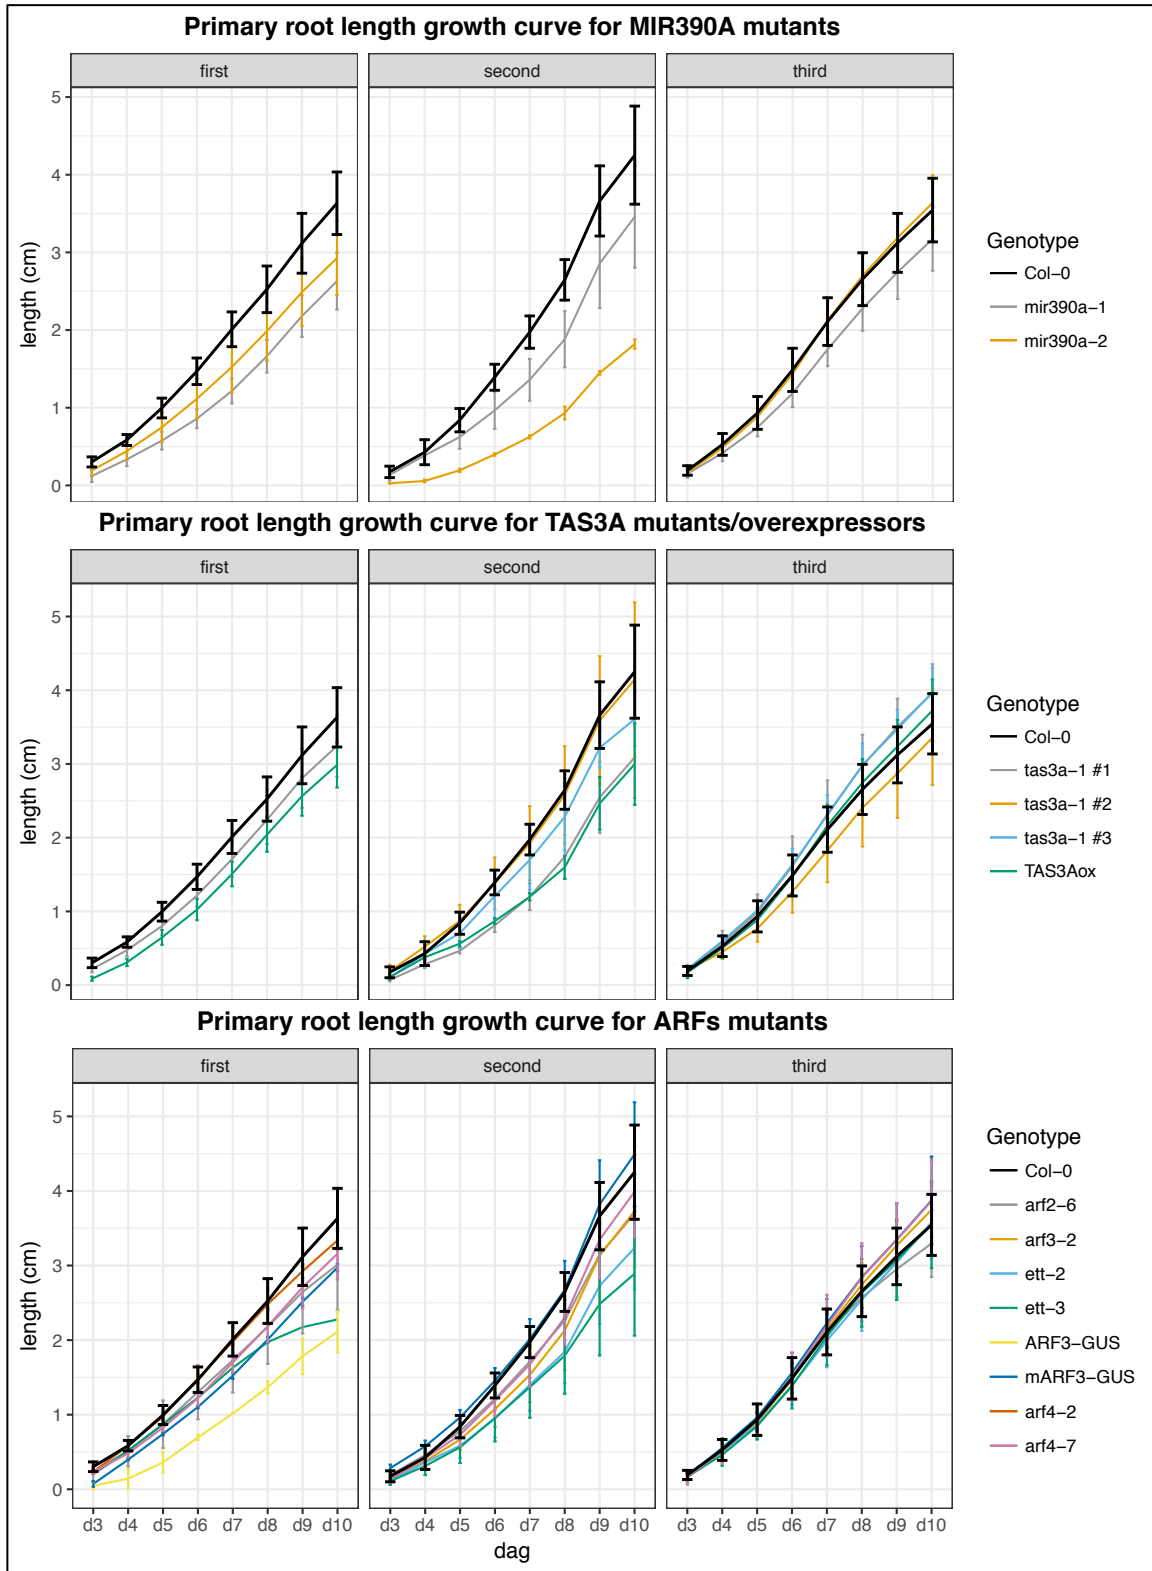 Primary root length growth curve for MIR390A mutants
first
second
third
5
4
3
2
1
0
length (cm)
Genotype
Col-0
mir390a-1
mir390a-2
Primary root length growth curve for TAS3A mutants/overexpressors
first
second
third
5
4
3
2
1
0
length (cm)
Genotype
Col-0
tas3a-1 #1
tas3a-1 #2
tas3a-1 #3
TAS3Aox
Primary root length growth curve for ARFs mutants
first
second
third
5
4
3
2
1
0
length (cm)
Genotype
Col-0
arf2-6
arf3-2
ett-2
ett-3
ARF3-GUS
mARF3-GUS
arf4-2
arf4-7
d3 d4 d5 d6 d7 d8 d9 d10
d3 d4 d5 d6 d7 d8 d9 d10
d3 d4 d5 d6 d7 d8 d9 d10
dag